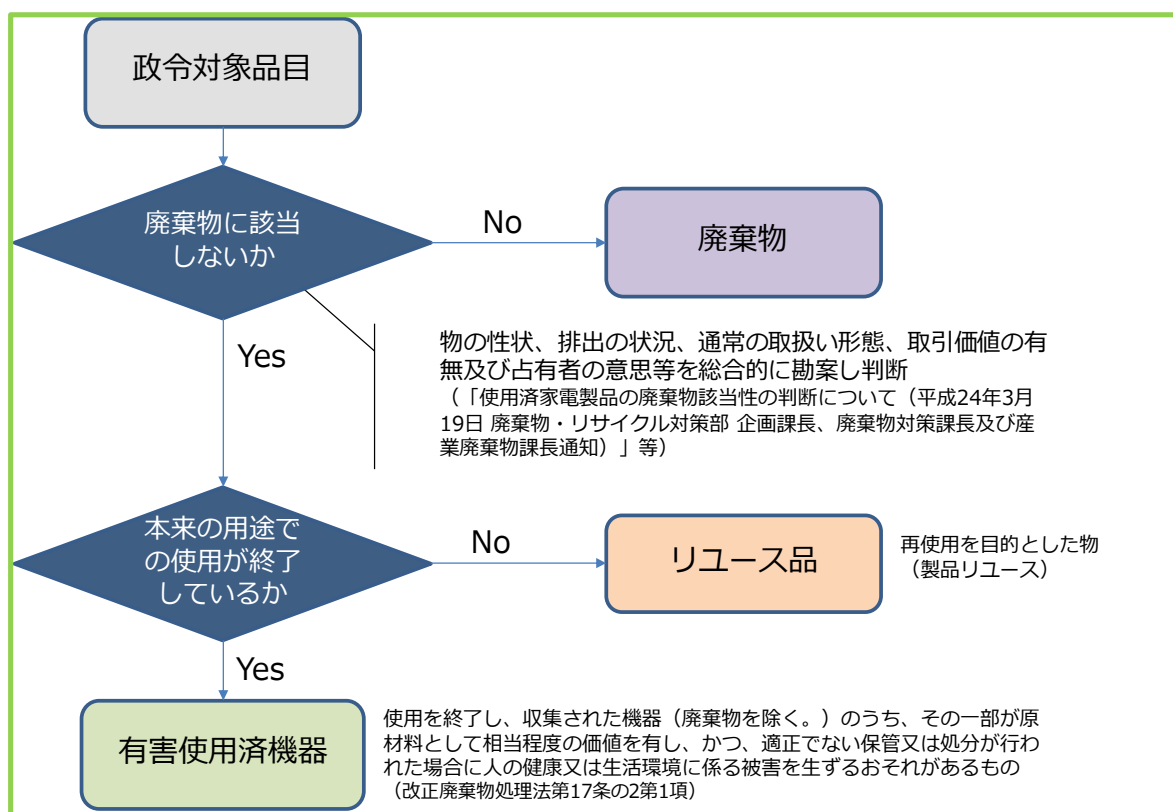 政令対象品目
廃棄物に該当
しないか
No
廃棄物
Yes
物の性状、排出の状況、通常の取扱い形態、取引価値の有
無及び占有者の意思等を総合的に勘案し判断
（「使用済家電製品の廃棄物該当性の判断について（平成24年3月
19日 廃棄物・リサイクル対策部 企画課長、廃棄物対策課長及び産
業廃棄物課長通知）」等）
本来の用途で
の使用が終了
しているか
No
リユース品
再使用を目的とした物
（製品リユース）
Yes
有害使用済機器
使用を終了し、収集された機器（廃棄物を除く。）のうち、その一部が原
材料として相当程度の価値を有し、かつ、適正でない保管又は処分が行わ
れた場合に人の健康又は生活環境に係る被害を生ずるおそれがあるもの
（改正廃棄物処理法第17条の2第1項）